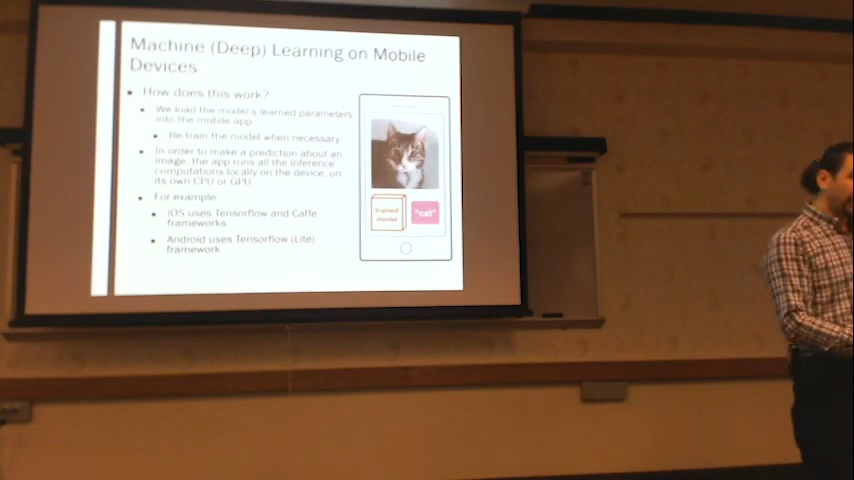 Machine (Deep) Learning on Mobile
Devices
How does this work?
We load the model's learned parameters
into the mobile app
Re train the model when necessary
In order to make a prediction about an
image, the app runs all the inference
computations locally on the device, on
its own CPU or GPU
For example
iOS uses Tensorflow and Caffe
frameworks
Android uses Tensorflow (Lite)
framework
trained
model
"cat"